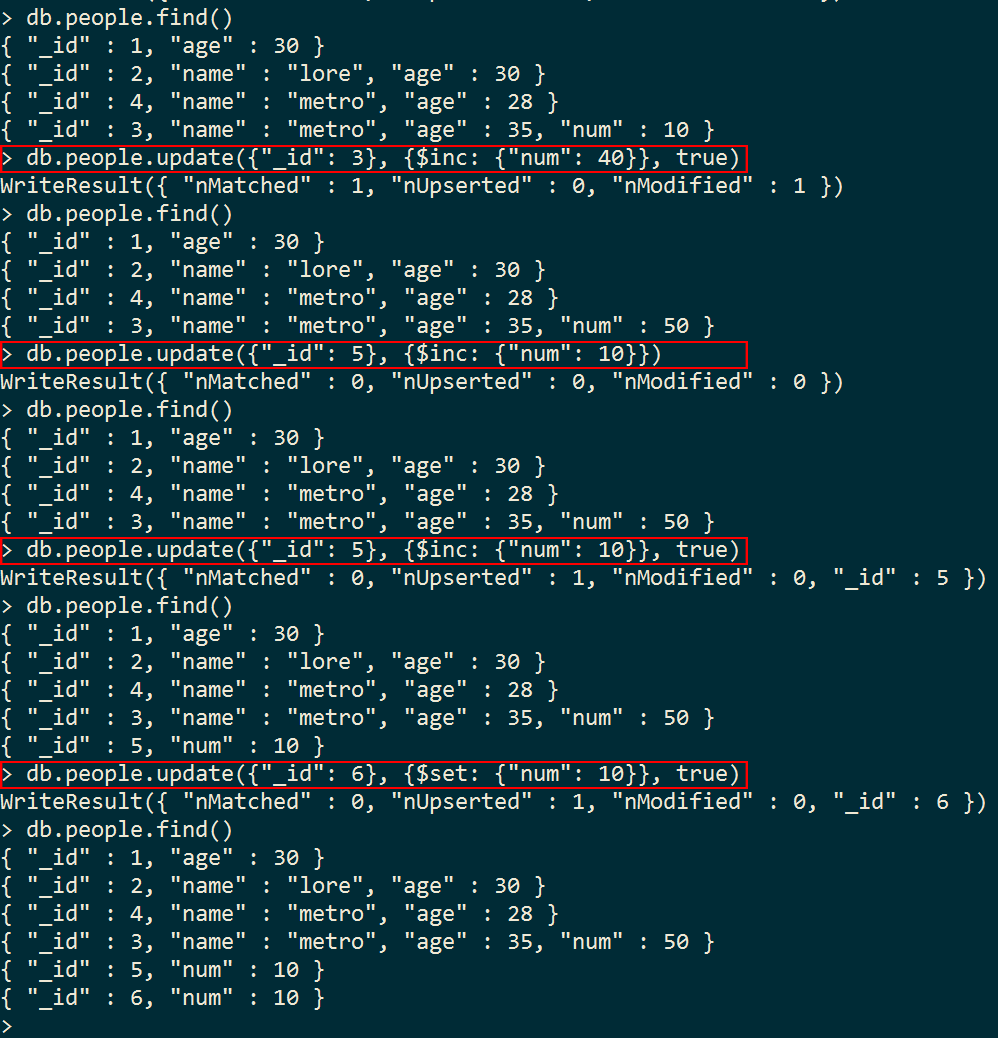 > db.people.find()
{ "_id" : 1, "age" : 30 }
{ "_id" : 2, "name" : "lore", "age" : 30 }
{ "_id" : 4, "name" : "metro", "age" : 28 }
{ "_id" : 3, "name" : "metro", "age" : 35, "num" : 10 }
> db.people.update({"_id": 3}, {$inc: {"num": 40}}, true)
WriteResult({ "nMatched" : 1, "nUpserted" : 0, "nModified" : 1 })
> db.people.find()
{ "_id" : 1, "age" : 30 }
{ "_id" : 2, "name" : "lore", "age" : 30 }
{ "_id" : 4, "name" : "metro", "age" : 28 }
{ "_id" : 3, "name" : "metro", "age" : 35, "num" : 50 }
> db.people.update({"_id": 5}, {$inc: {"num": 10}})
WriteResult({ "nMatched" : 0, "nUpserted" : 0, "nModified" : 0 })
> db.people.find()
{ "_id" : 1, "age" : 30 }
{ "_id" : 2, "name" : "lore", "age" : 30 }
{ "_id" : 4, "name" : "metro", "age" : 28 }
{ "_id" : 3, "name" : "metro", "age" : 35, "num" : 50 }
> db.people.update({"_id": 5}, {$inc: {"num": 10}}, true)
WriteResult({ "nMatched" : 0, "nUpserted" : 1, "nModified" : 0, "_id" : 5 })
> db.people.find()
{ "_id" : 1, "age" : 30 }
{ "_id" : 2, "name" : "lore", "age" : 30 }
{ "_id" : 4, "name" : "metro", "age" : 28 }
{ "_id" : 3, "name" : "metro", "age" : 35, "num" : 50 }
{ "_id" : 5, "num" : 10 }
> db.people.update({"_id": 6}, {$set: {"num": 10}}, true)
WriteResult({ "nMatched" : 0, "nUpserted" : 1, "nModified" : 0, "_id" : 6 })
> db.people.find()
{ "_id" : 1, "age" : 30 }
{ "_id" : 2, "name" : "lore", "age" : 30 }
{ "_id" : 4, "name" : "metro", "age" : 28 }
{ "_id" : 3, "name" : "metro", "age" : 35, "num" : 50 }
{ "_id" : 5, "num" : 10 }
{ "_id" : 6, "num" : 10 }
>